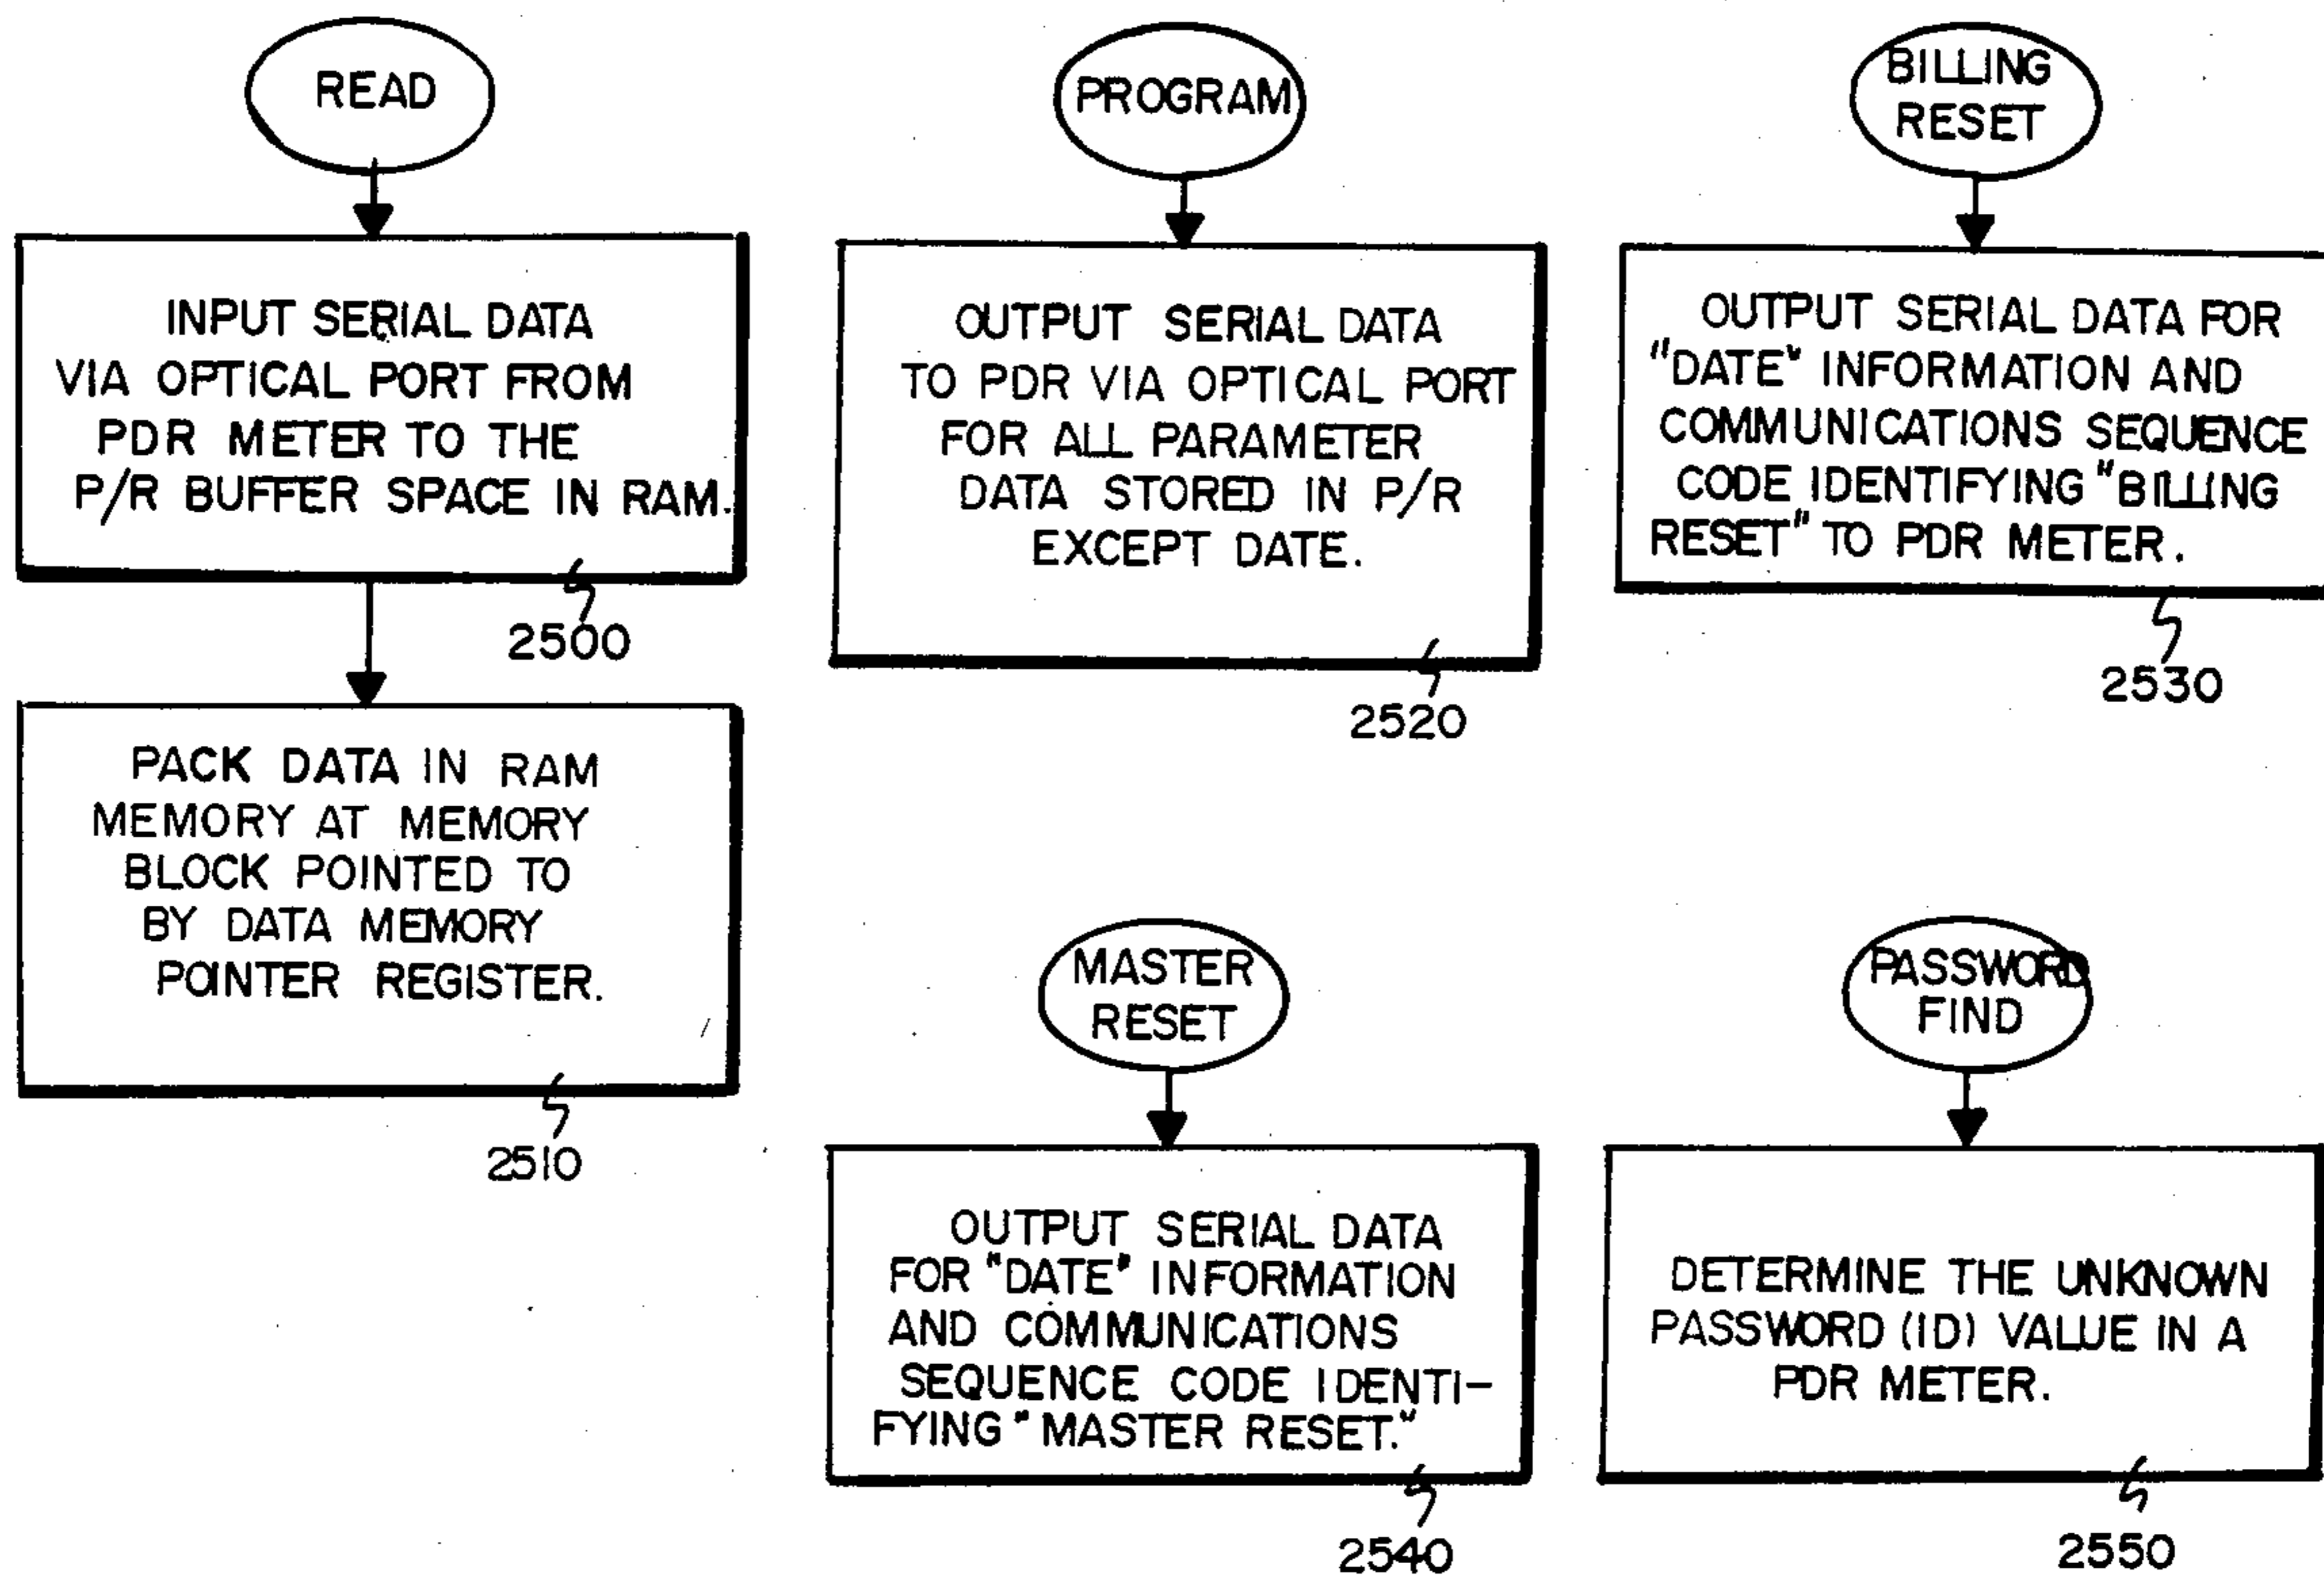 READ
INPUT SERIAL DATA
VIA OPTICAL PORT FROM
PDR METER TO THE
P/R BUFFER SPACE IN RAM.
2500
PACK DATA IN RAM
MEMORY AT MEMORY
BLOCK POINTED TO
BY DATA MEMORY
POINTER REGISTER.
2510
PROGRAM
OUTPUT SERIAL DATA
TO PDR VIA OPTICAL PORT
FOR ALL PARAMETER
DATA STORED IN P/R
EXCEPT DATE.
2520
BILLING
RESET
OUTPUT SERIAL DATA FOR
"DATE" INFORMATION AND
COMMUNICATIONS SEQUENCE
CODE IDENTIFYING "BILLING
RESET" TO PDR METER.
2530
MASTER
RESET
OUTPUT SERIAL DATA
FOR "DATE" INFORMATION
AND COMMUNICATIONS
SEQUENCE CODE IDENTI-
FYING "MASTER RESET."
2540
PASSWORD
FIND
DETERMINE THE UNKNOWN
PASSWORD (ID) VALUE IN A
PDR METER.
2550